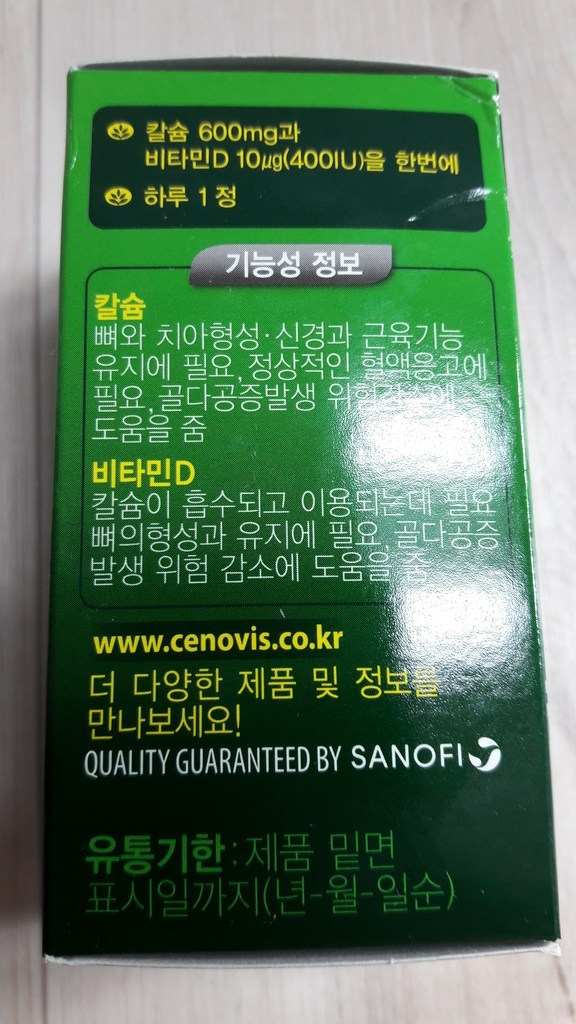 칼슘 600mg과
비타민D 10㎍(400IU)을 한번에
하루 1정
기능성 정보
칼슘
뼈와 치아형성·신경과 근육기능
유지에 필요, 정상적인 혈액응고에
필요, 골다공증발생 위험감소에
도움을 줌
비타민D
칼슘이 흡수되고 이용되는데 필요
뼈의형성과 유지에 필요, 골다공증
발생 위험 감소에 도움을 줌
www.cenovis.co.kr
더 다양한 제품 및 정보를
만나보세요!
QUALITY GUARANTEED BY SANOFI
유통기한 : 제품 밑면
표시일까지(년-월-일순)